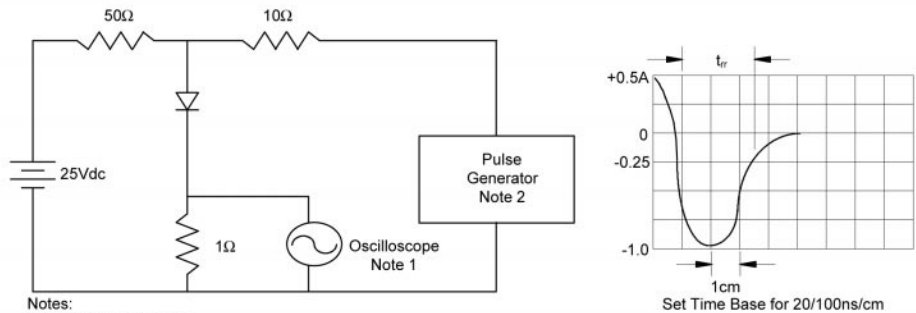 50Ω
10Ω
25Vdc
Pulse
Generator
Note 2
1Ω
Oscilloscope
Note 1
Notes:
trr
+0.5A
0
-0.25
-1.0
1cm
Set Time Base for 20/100ns/cm